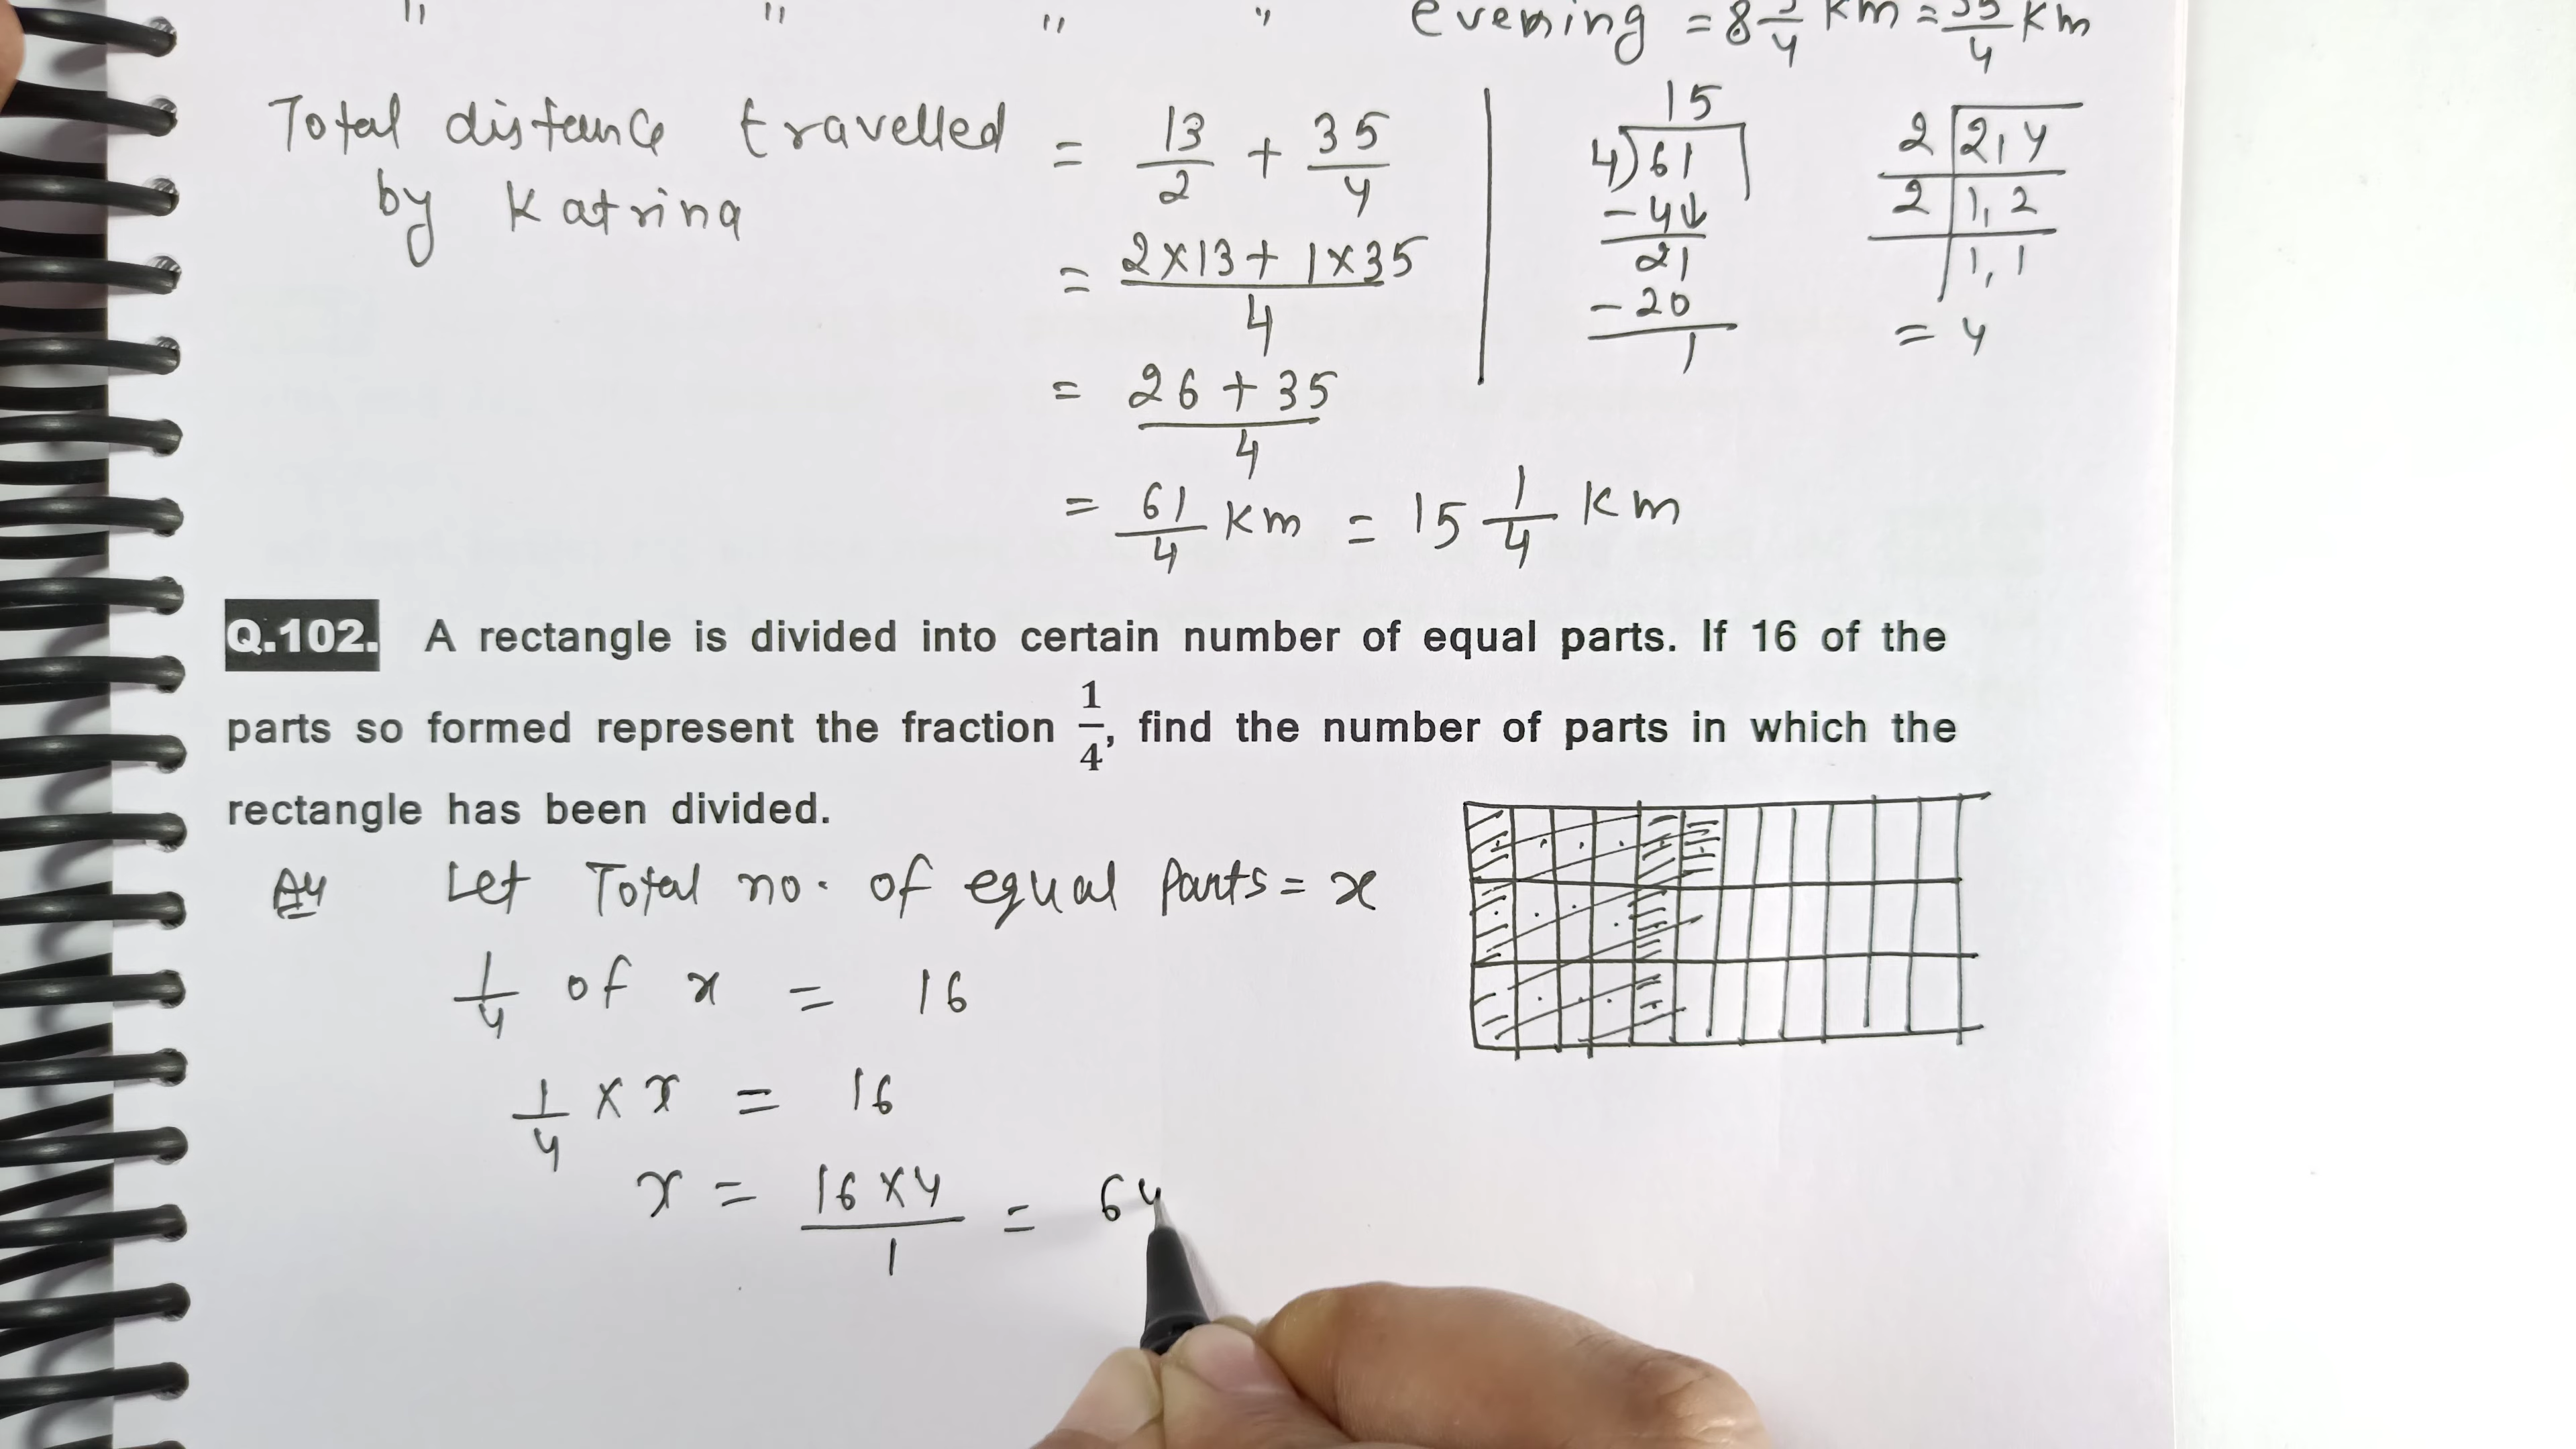 " " " " evening = 8 3/4 Km = 35/4 Km
Total distance travelled by Katrina = 13/2 + 35/4
= 2×13 + 1×35 / 4
= 26 + 35 / 4
= 61/4 Km = 15 1/4 Km
15
4)61
-4↓
21
-20
1
2 | 2, 4
2 | 1, 2
1, 1
= 4
Q.102. A rectangle is divided into certain number of equal parts. If 16 of the
parts so formed represent the fraction 1/4, find the number of parts in which the
rectangle has been divided.
Let Total no. of equal Parts = x
1/4 of x = 16
1/4 × x = 16
x = 16×4 / 1 = 64